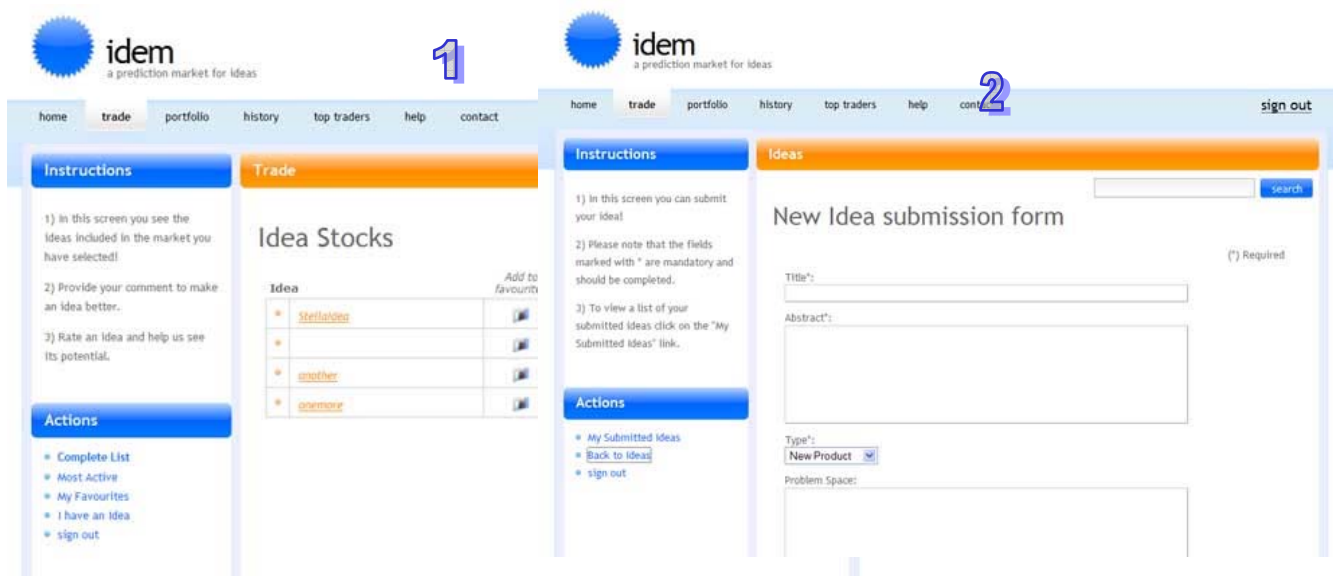 idem
a prediction market for ideas
1
home trade portfolio history top traders help contact
Instructions
1) In this screen you see the
ideas included in the market you
have selected!
2) Provide your comment to make
an idea better.
3) Rate an idea and help us see
its potential.
Actions
Complete List
Most Active
My Favourites
I have an Idea
sign out
Trade
Idea Stocks
Idea
Add to
StellaIdea
another
onemore
idem
a prediction market for ideas
2
home trade portfolio history top traders help
sign out
Instructions
1) In this screen you can submit
your idea!
2) Please note that the fields
marked with * are mandatory and
should be completed.
3) To view a list of your
submitted ideas click on the "My
Submitted Ideas" link.
Actions
My Submitted Ideas
Back to Ideas
sign out
Ideas
search
New Idea submission form
(*) Required
Title*:
Abstract*:
Type*:
New Product
Problem Space: